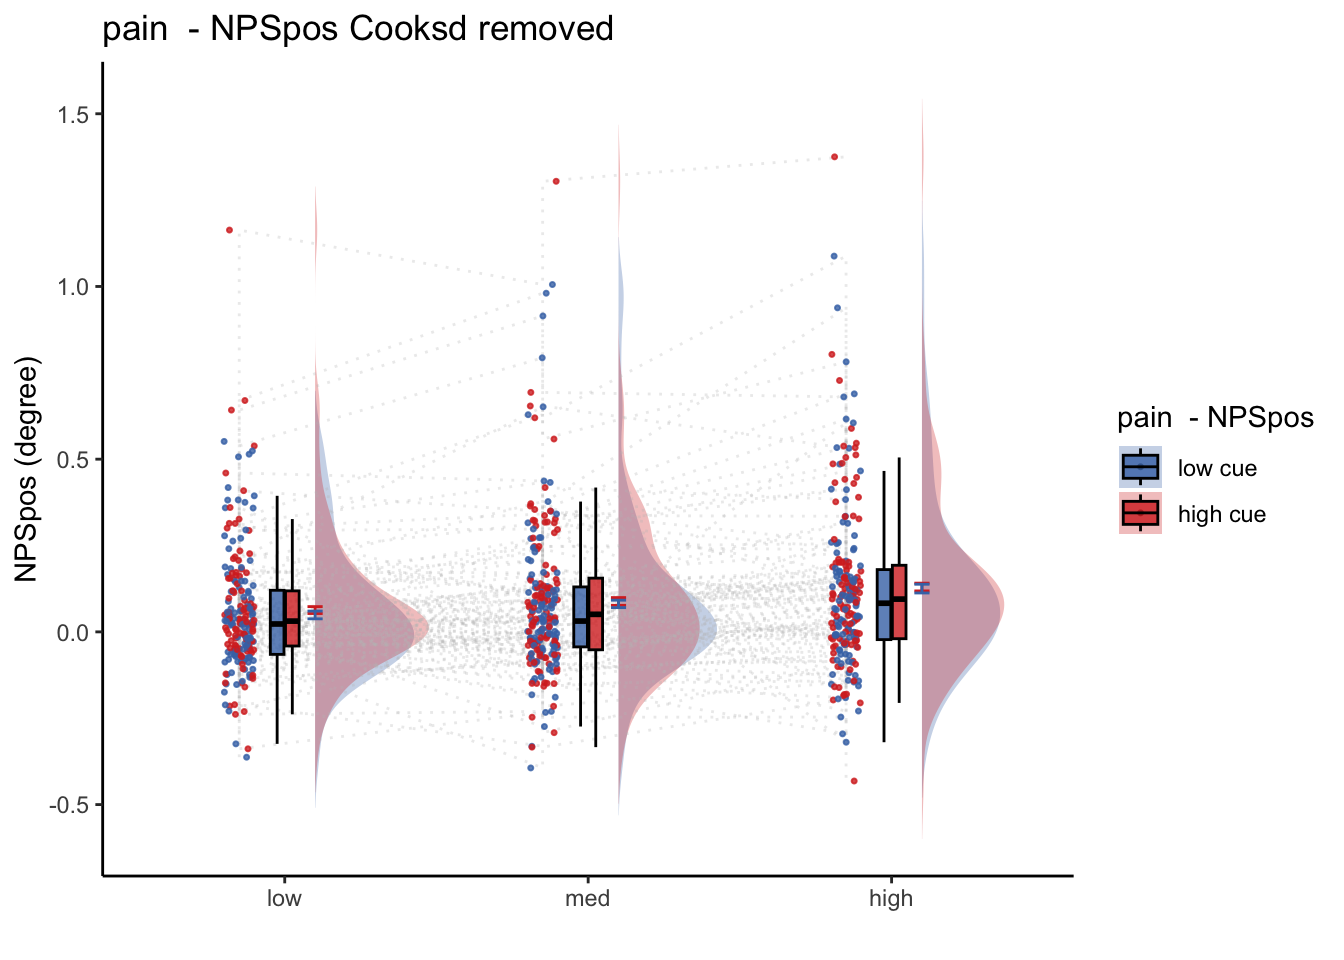 pain  - NPSpos Cooksd removed
NPSpos (degree)
1.5
1.0
0.5
0.0
-0.5
low
med
high
pain  - NPSpos
low cue
high cue